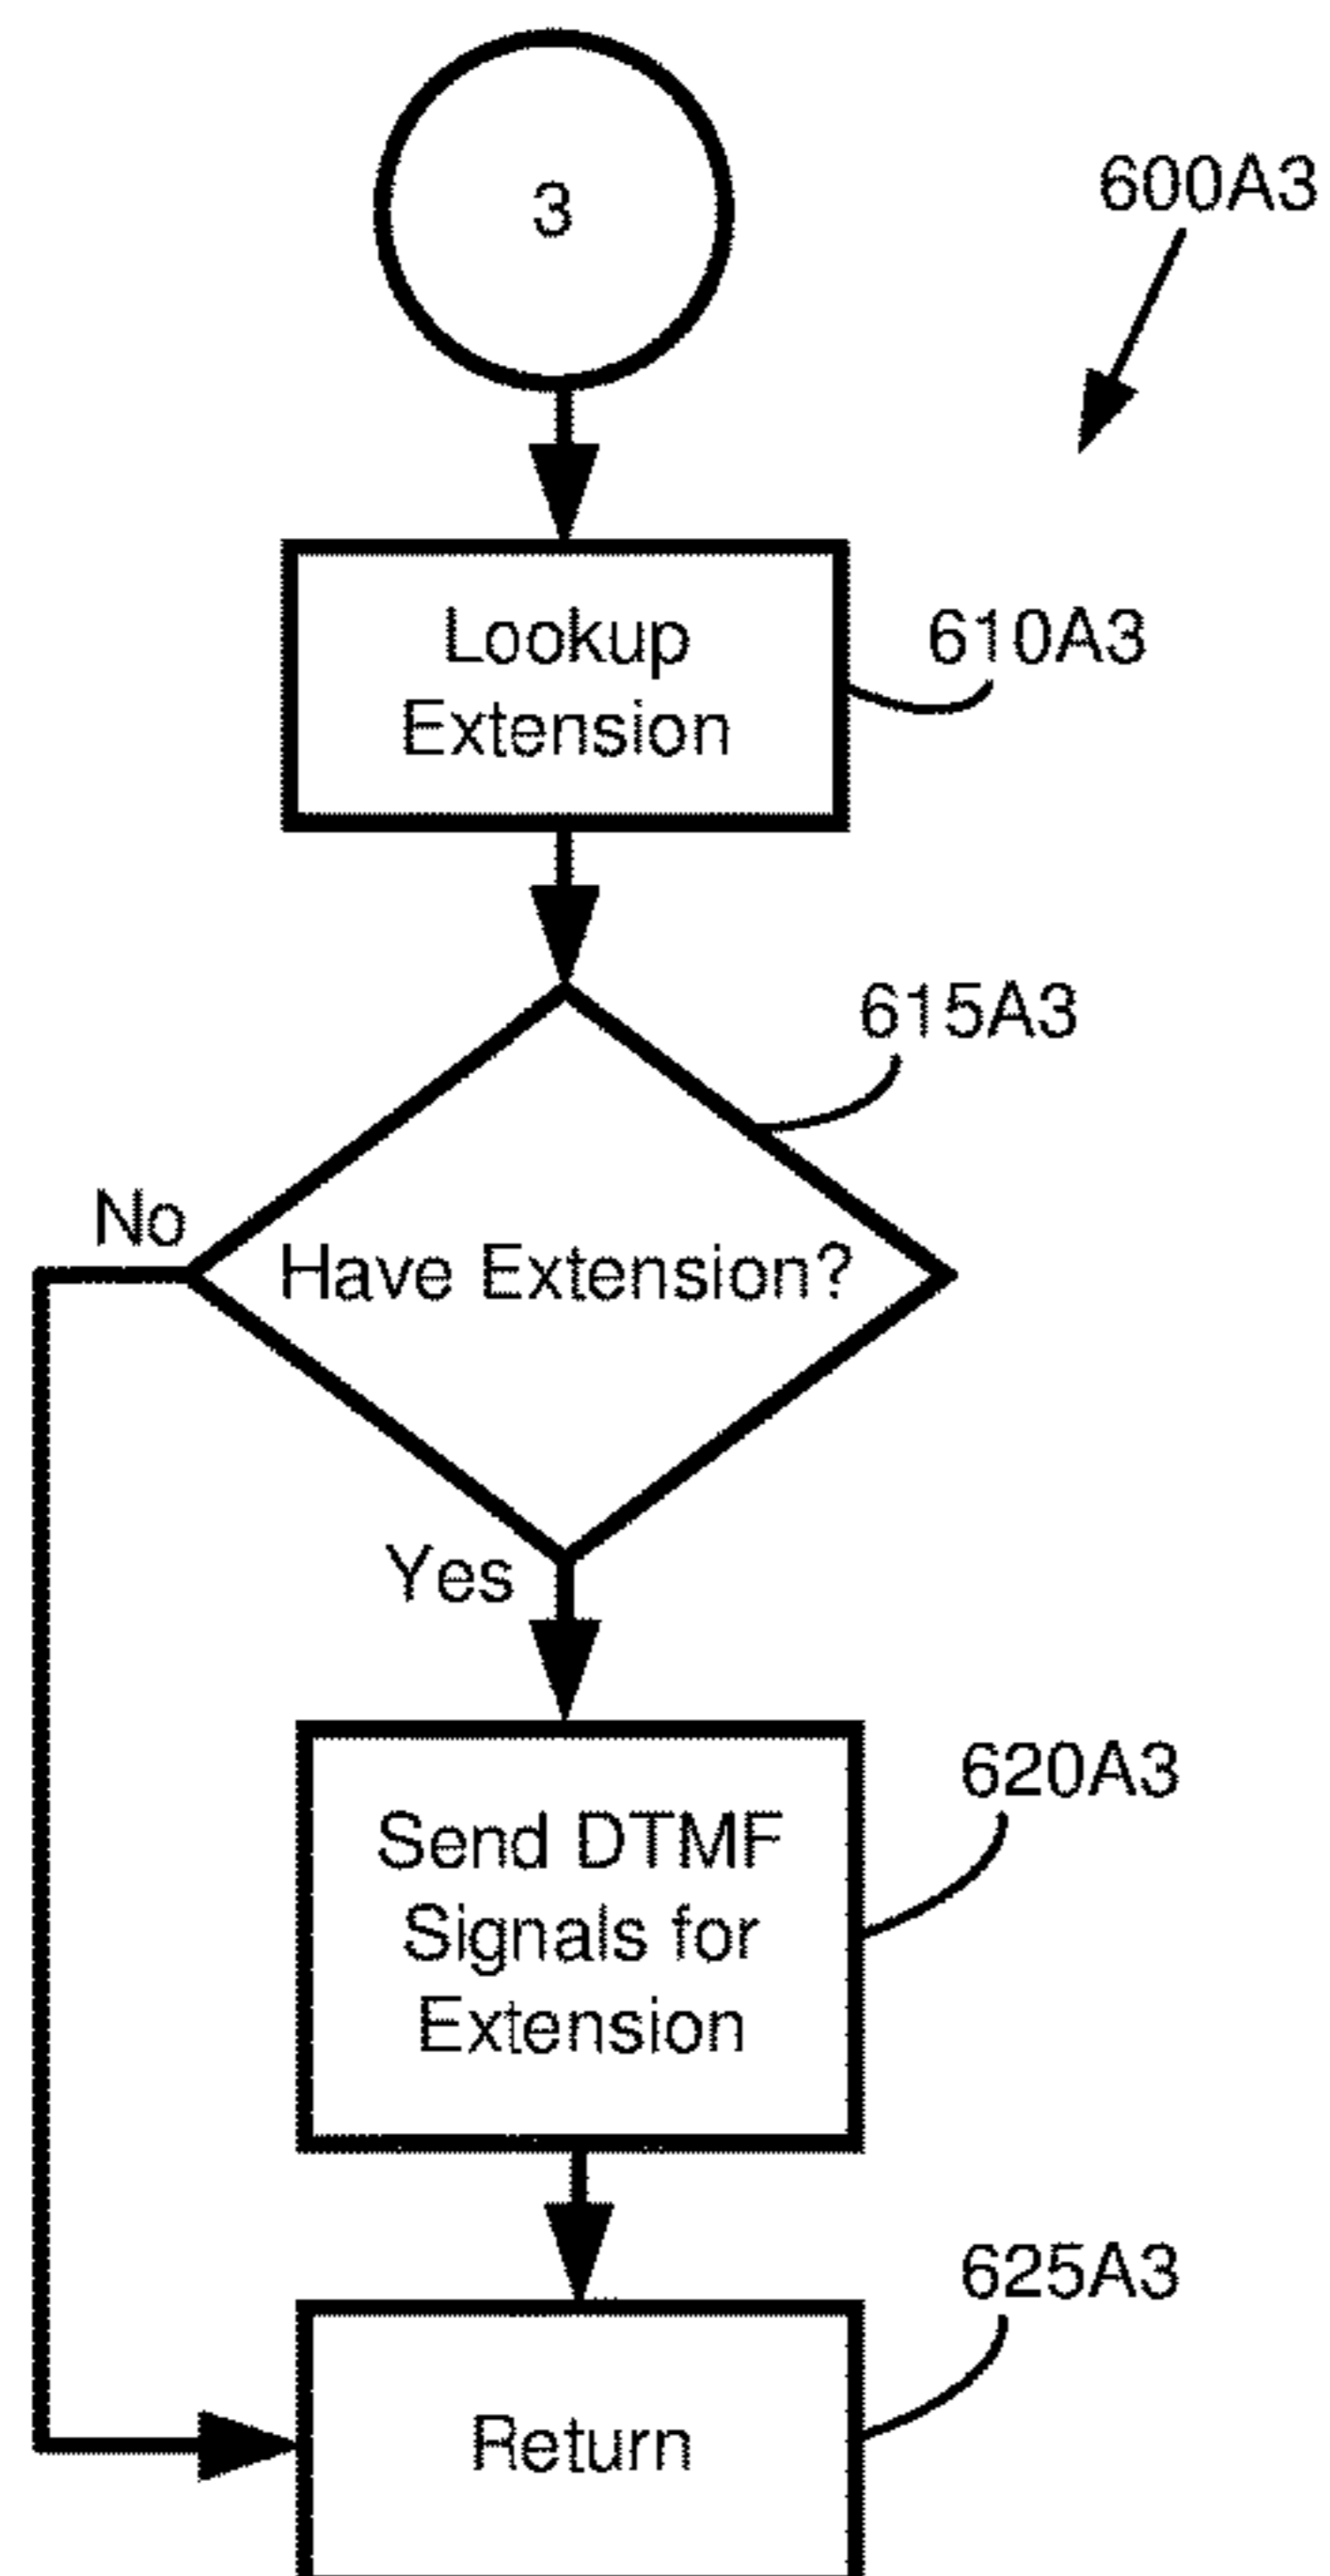 3
600A3
Lookup
Extension
610A3
615A3
No
Have Extension?
Yes
620A3
Send DTMF
Signals for
Extension
625A3
Return